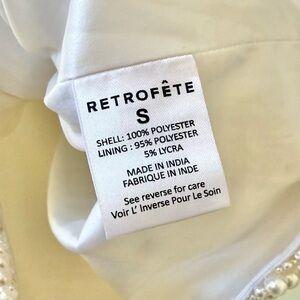 RETROFÊTE
S
SHELL: 100% POLYESTER
LINING : 95% POLYESTER
5% LYCRA
MADE IN INDIA
FABRIQUE IN INDE
See reverse for care
Voir L' Inverse Pour Le Soin